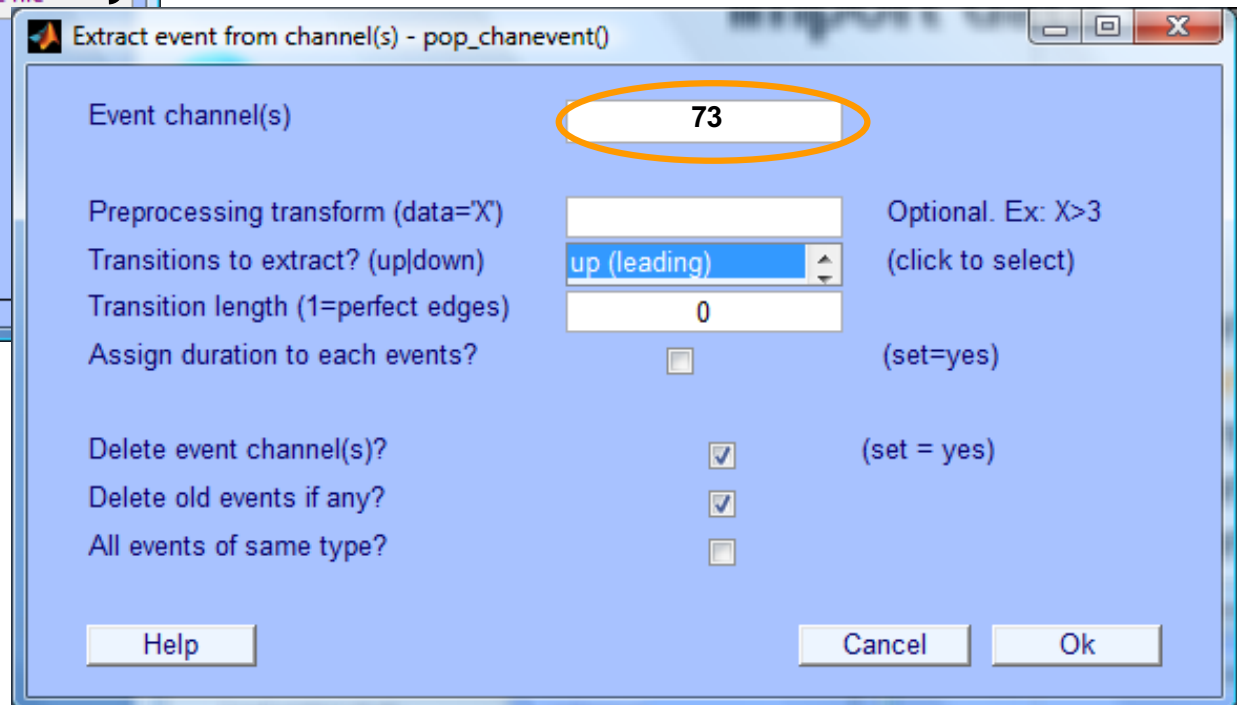 Extract event from channel(s) - pop_chanevent()
Event channel(s) 73
Preprocessing transform (data='X') Optional. Ex: X>3
Transitions to extract? (up|down) up (leading) (click to select)
Transition length (1=perfect edges) 0
Assign duration to each events? (set=yes)
Delete event channel(s)? (set = yes)
Delete old events if any?
All events of same type?
Help Cancel Ok